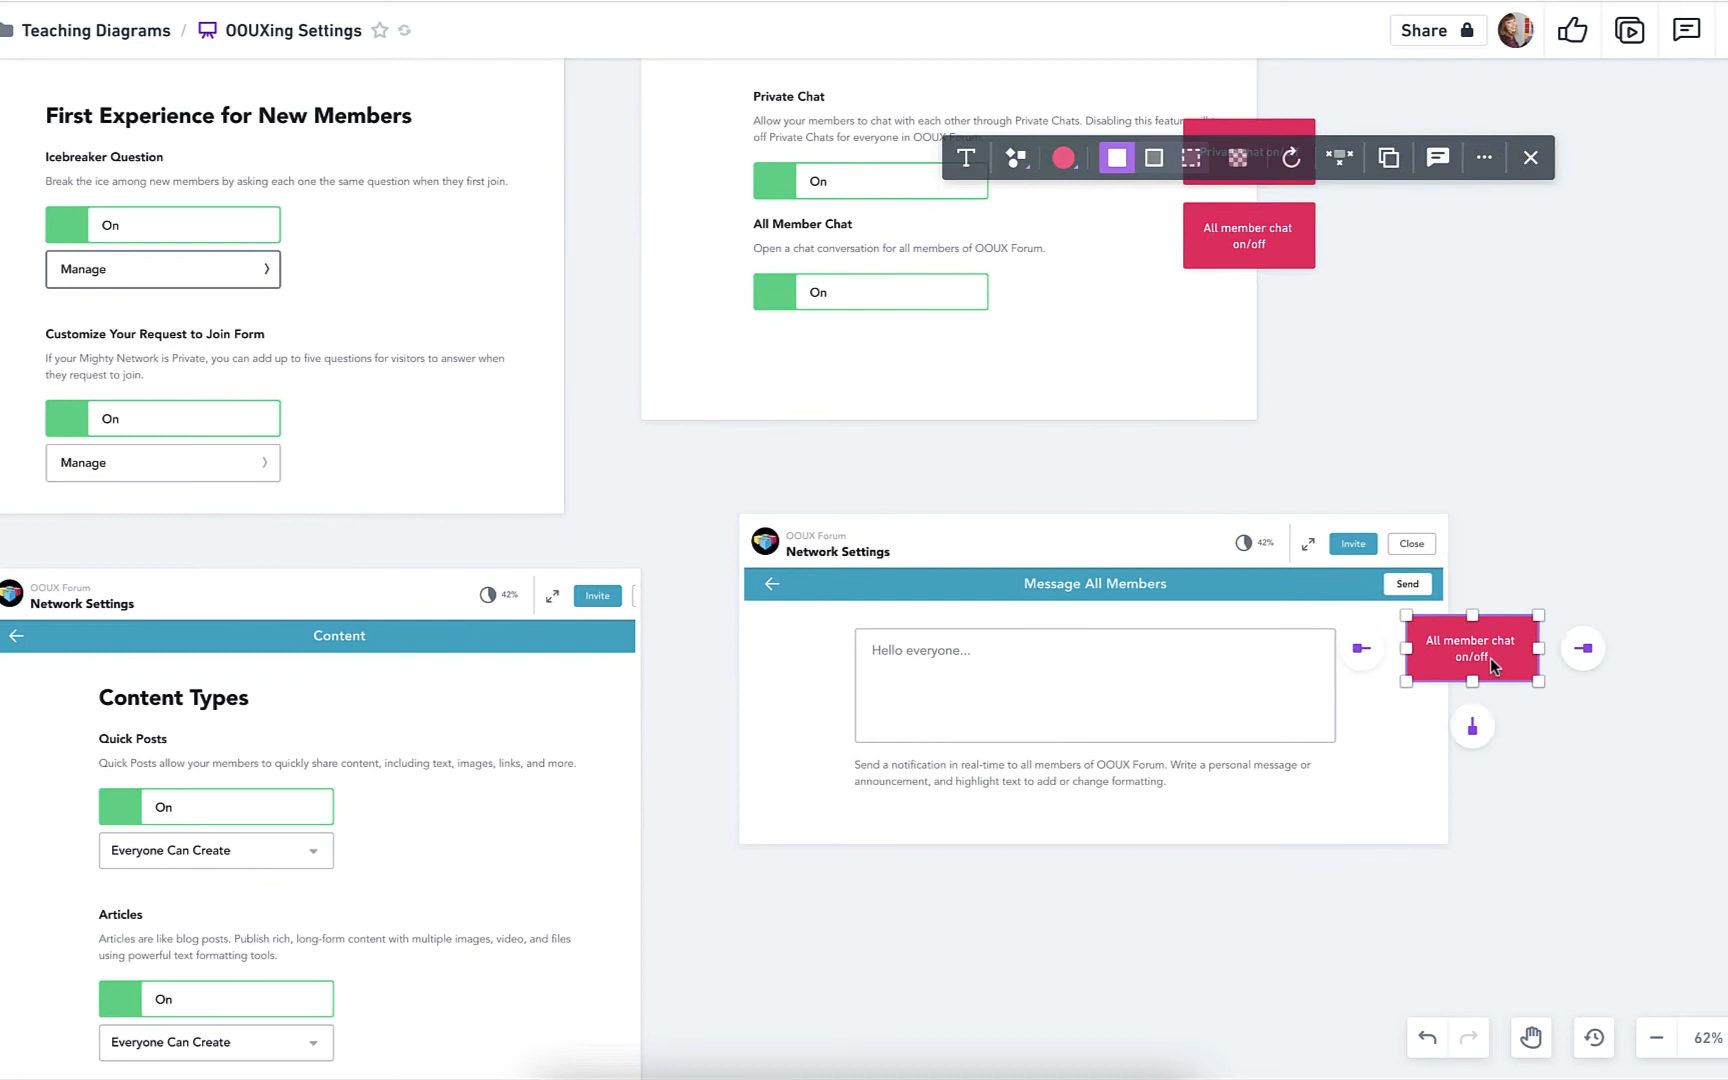 Teaching Diagrams / OOUXing Settings
Share
First Experience for New Members
Icebreaker Question
Break the ice among new members by asking each one the same question when they first join.
On
Manage
Customize Your Request to Join Form
If your Mighty Network is Private, you can add up to five questions for visitors to answer when
they request to join.
On
Manage
Private Chat
Allow your members to chat with each other through Private Chats. Disabling this feature will
off Private Chats for everyone in OOUX Forum.
Private chat on/
T
On
All Member Chat
Open a chat conversation for all members of OOUX Forum.
On
All member chat
on/off
OOUX Forum
Network Settings
42%
Invite
Content
Content Types
Quick Posts
Quick Posts allow your members to quickly share content, including text, images, links, and more.
On
Everyone Can Create
Articles
Articles are like blog posts. Publish rich, long-form content with multiple images, video, and files
using powerful text formatting tools.
On
Everyone Can Create
OOUX Forum
Network Settings
42%
Invite
Close
Message All Members
Send
Hello everyone...
Send a notification in real-time to all members of OOUX Forum. Write a personal message or
announcement, and highlight text to add or change formatting.
All member chat
on/off
62%